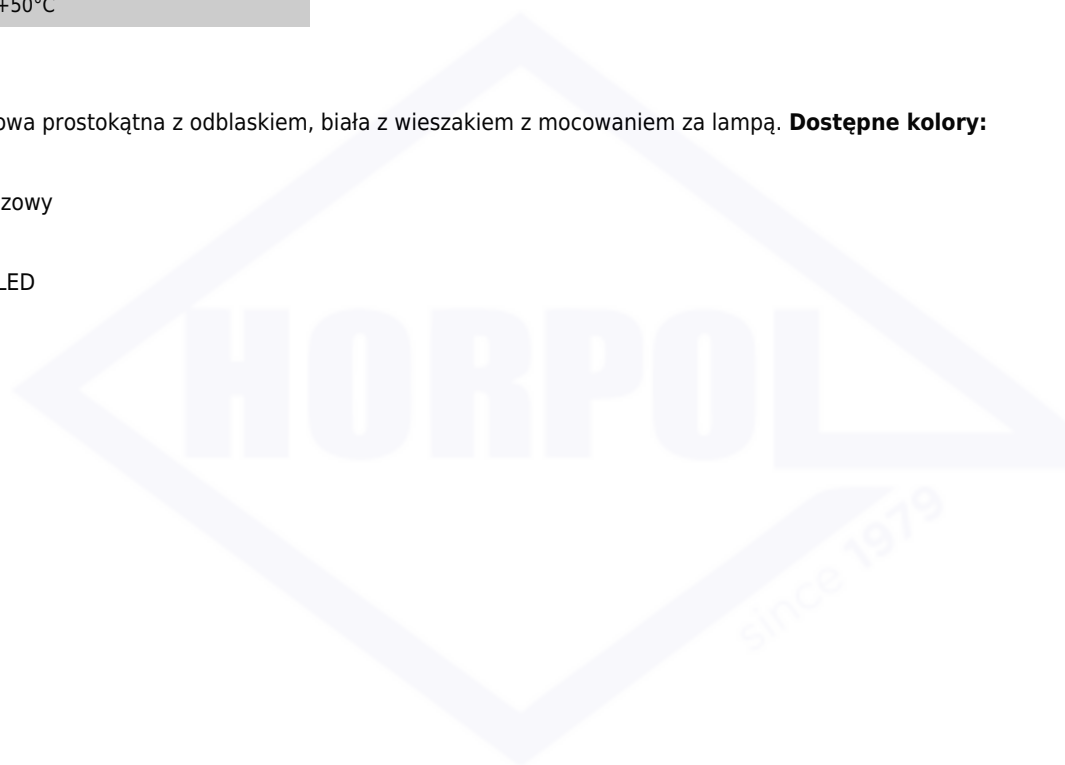 +50°C
owa prostokątna z odblaskiem, biała z wieszakiem z mocowaniem za lampą. Dostępne kolory:
zowy
LED
HORPOL
since 1979